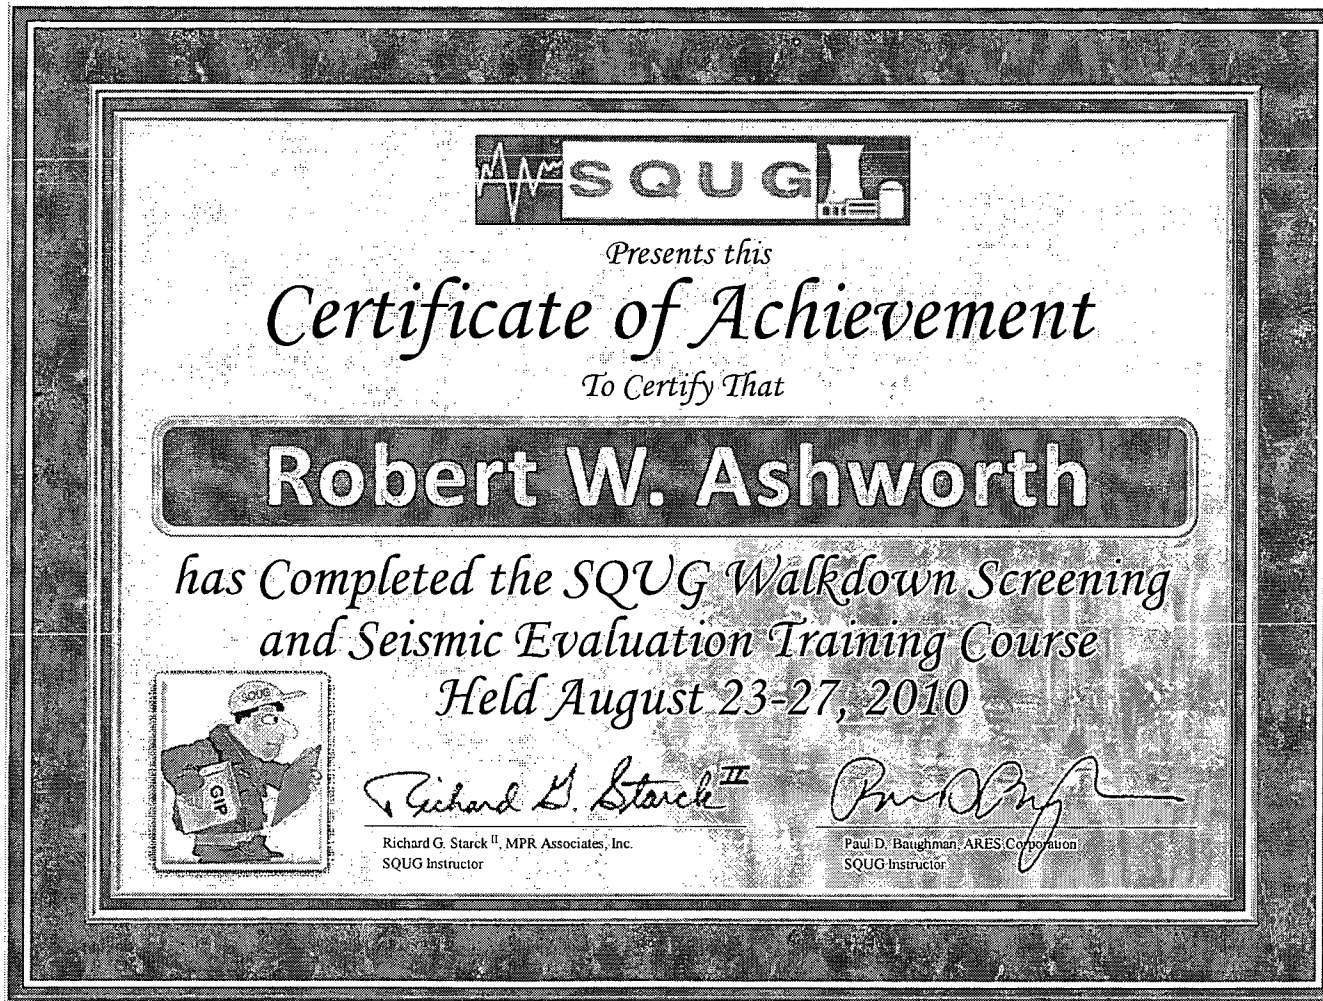 SQUG
Presents this
Certificate of Achievement
To Certify That
Robert W. Ashworth
has Completed the SQUG Walkdown Screening
and Seismic Evaluation Training Course
Held August 23-27, 2010
SQUG
GIP
Richard G. Starck II
Richard G. Starck II, MPR Associates, Inc.
SQUG Instructor
Paul D. Baughman, ARES Corporation
SQUG Instructor